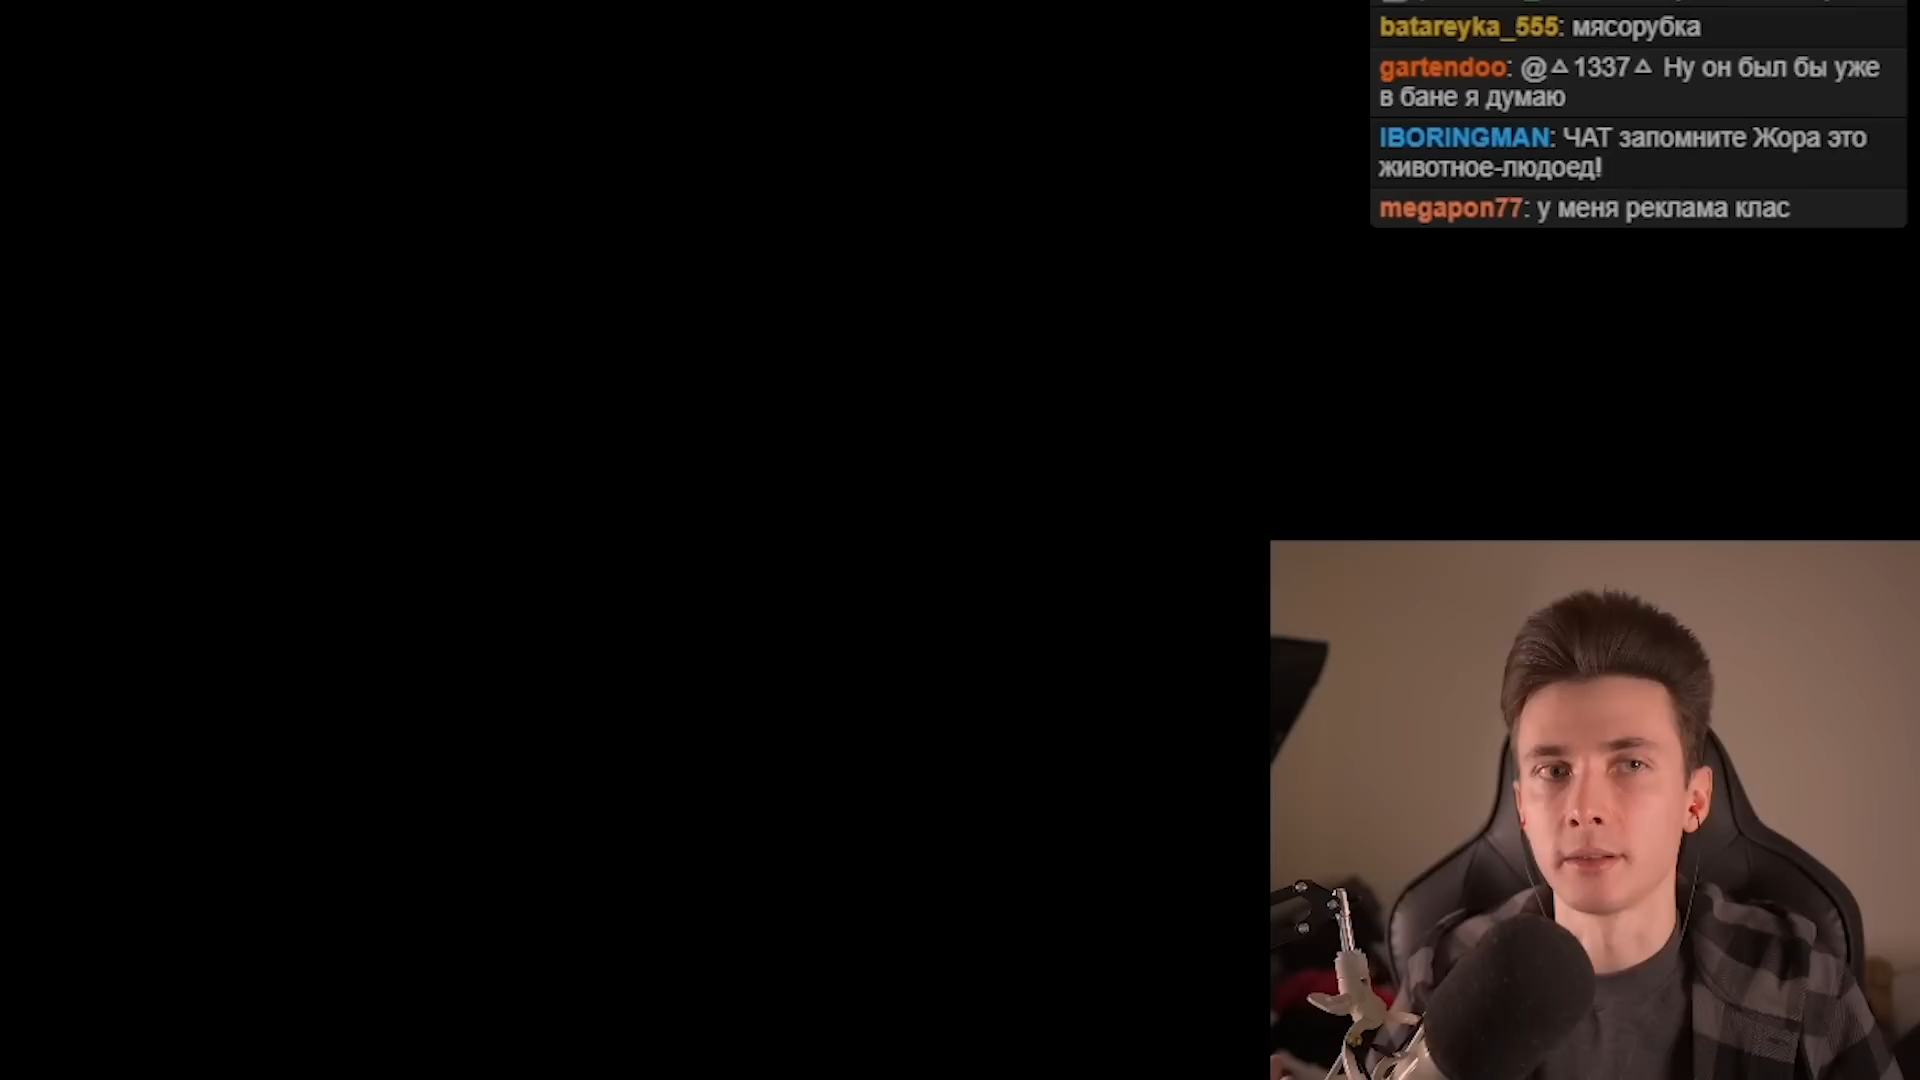 batareyka_555: мясорубка
gartendoo: @△1337△ Ну он был бы уже
в бане я думаю
IBORINGMAN: ЧАТ запомните Жора это
животное-людоед!
megapon77: у меня реклама клас